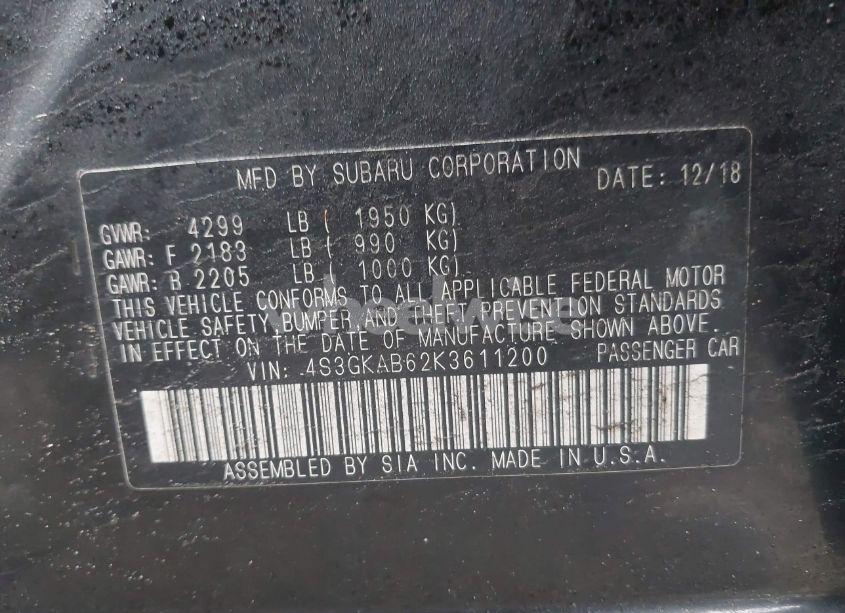 MFD BY SUBARU CORPORATION DATE: 12/18
GVWR: 4299 LB ( 1950 KG)
GAWR: F 2183 LB ( 990 KG)
GAWR: R 2205 LB ( 1000 KG)
THIS VEHICLE CONFORMS TO ALL APPLICABLE FEDERAL MOTOR
VEHICLE SAFETY, BUMPER, AND THEFT PREVENTION STANDARDS
IN EFFECT ON THE DATE OF MANUFACTURE SHOWN ABOVE.
VIN: 4S3GKAB62K3611200 PASSENGER CAR
ASSEMBLED BY SIA INC. MADE IN U.S.A.